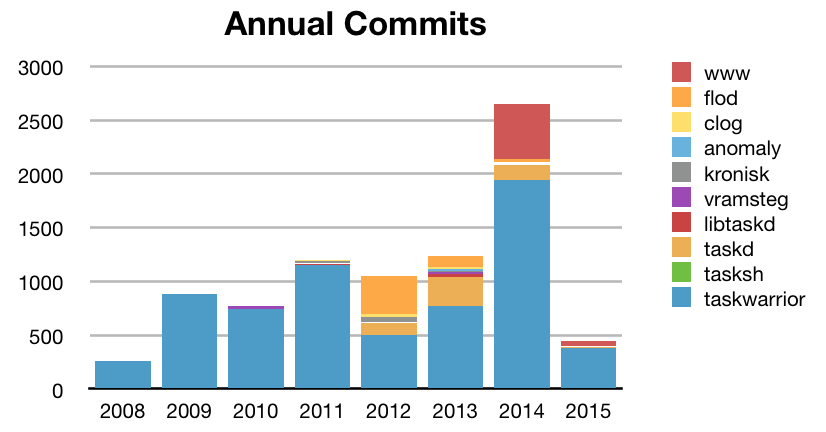 Annual Commits
3000
2500
2000
1500
1000
500
0
2008 2009 2010 2011 2012 2013 2014 2015
www
flod
clog
anomaly
kronisk
vramsteg
libtaskd
taskd
tasksh
taskwarrior